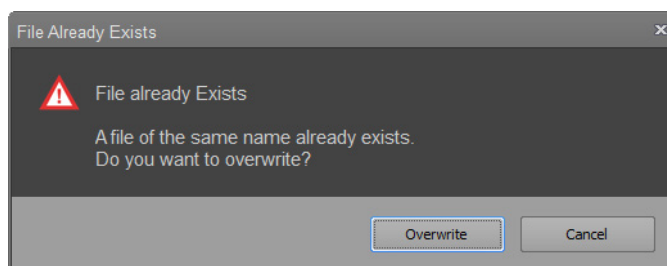 File Already Exists
File already Exists
A file of the same name already exists.
Do you want to overwrite?
Overwrite
Cancel